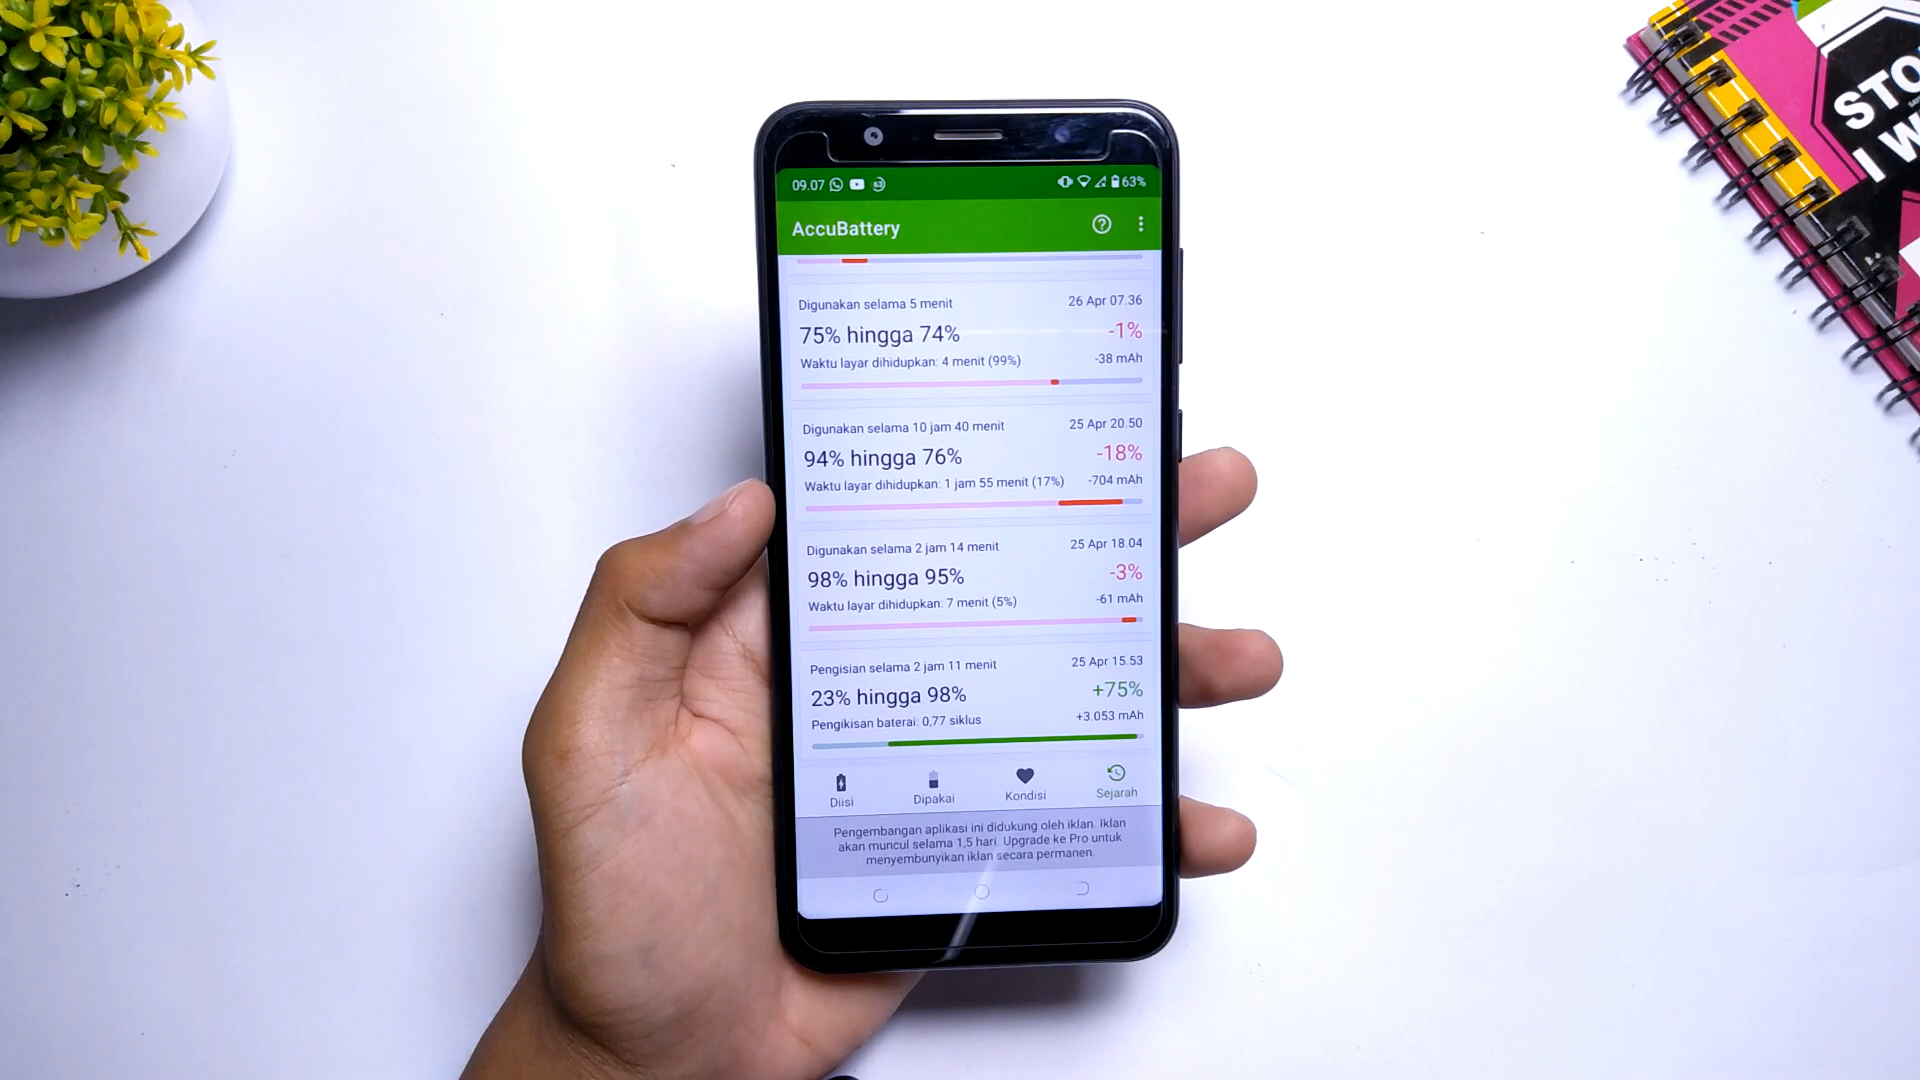 09.07
63
63%
AccuBattery
Digunakan selama 5 menit
26 Apr 07.36
75% hingga 74%
-1%
Waktu layar dihidupkan: 4 menit (99%)
-38 mAh
Digunakan selama 10 jam 40 menit
25 Apr 20.50
94% hingga 76%
-18%
Waktu layar dihidupkan: 1 jam 55 menit (17%)
-704 mAh
Digunakan selama 2 jam 14 menit
25 Apr 18.04
98% hingga 95%
-3%
Waktu layar dihidupkan: 7 menit (5%)
-61 mAh
Pengisian selama 2 jam 11 menit
25 Apr 15.53
23% hingga 98%
+75%
Pengikisan baterai: 0,77 siklus
+3.053 mAh
Diisi
Dipakai
Kondisi
Sejarah
Pengembangan aplikasi ini didukung oleh iklan. Iklan
akan muncul selama 1,5 hari. Upgrade ke Pro untuk
menyembunyikan iklan secara permanen.
STO
I W